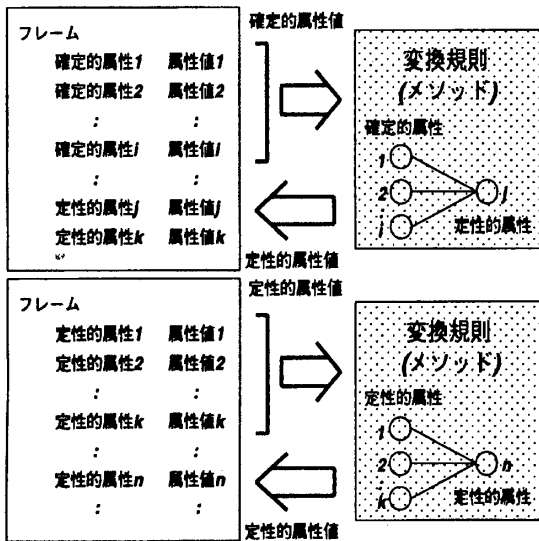 確定的属性値
フレーム
確定的属性1 属性値1
確定的属性2 属性値2
: :
確定的属性i 属性値i
: :
定性的属性j 属性値j
定性的属性k 属性値k
変換規則
(メソッド)
確定的属性
1
2
:
i
j
定性的属性
定性的属性値
定性的属性値
フレーム
定性的属性1 属性値1
定性的属性2 属性値2
: :
定性的属性k 属性値k
: :
定性的属性n 属性値n
: :
変換規則
(メソッド)
定性的属性
1
2
:
k
n
定性的属性
定性的属性値